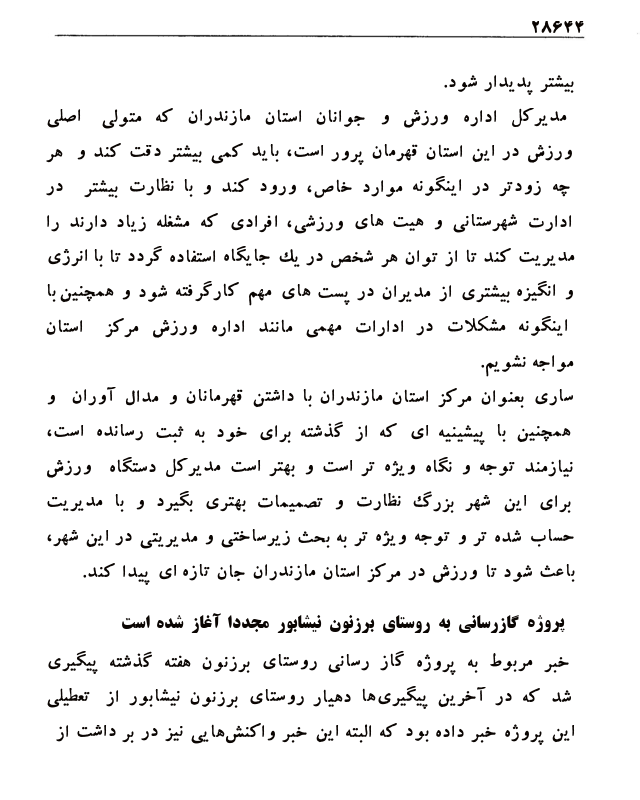 ۲۸۶۴۴
بیشتر پدیدار شود.
مدیرکل اداره ورزش و جوانان استان مازندران که متولی اصلی
ورزش در این استان قهرمان پرور است، باید کمی بیشتر دقت کند و هر
چه زودتر در اینگونه موارد خاص، ورود کند و با نظارت بیشتر در
ادارت شهرستانی و هیت های ورزشی، افرادی که مشغله زیاد دارند را
مدیریت کند تا از توان هر شخص در یك جایگاه استفاده گردد تا با انرژی
و انگیزه بیشتری از مدیران در پست های مهم کارگرفته شود و همچنین با
اینگونه مشکلات در ادارات مهمی مانند اداره ورزش مرکز استان
مواجه نشویم.
ساری بعنوان مرکز استان مازندران با داشتن قهرمانان و مدال آوران و
همچنین با پیشینیه ای که از گذشته برای خود به ثبت رسانده است،
نیازمند توجه و نگاه ویژه تر است و بهتر است مدیرکل دستگاه ورزش
برای این شهر بزرگ نظارت و تصمیمات بهتری بگیرد و با مدیریت
حساب شده تر و توجه ویژه تر به بحث زیرساختی و مدیریتی در این شهر،
باعث شود تا ورزش در مرکز استان مازندران جان تازه ای پیدا کند.
پروژه گازرسانی به روستای برزنون نیشابور مجددا آغاز شده است
خبر مربوط به پروژه گاز رسانی روستای برزنون هفته گذشته پیگیری
شد که در آخرین پیگیری‌ها دهیار روستای برزنون نیشابور از تعطیلی
این پروژه خبر داده بود که البته این خبر واکنش‌هایی نیز در بر داشت از